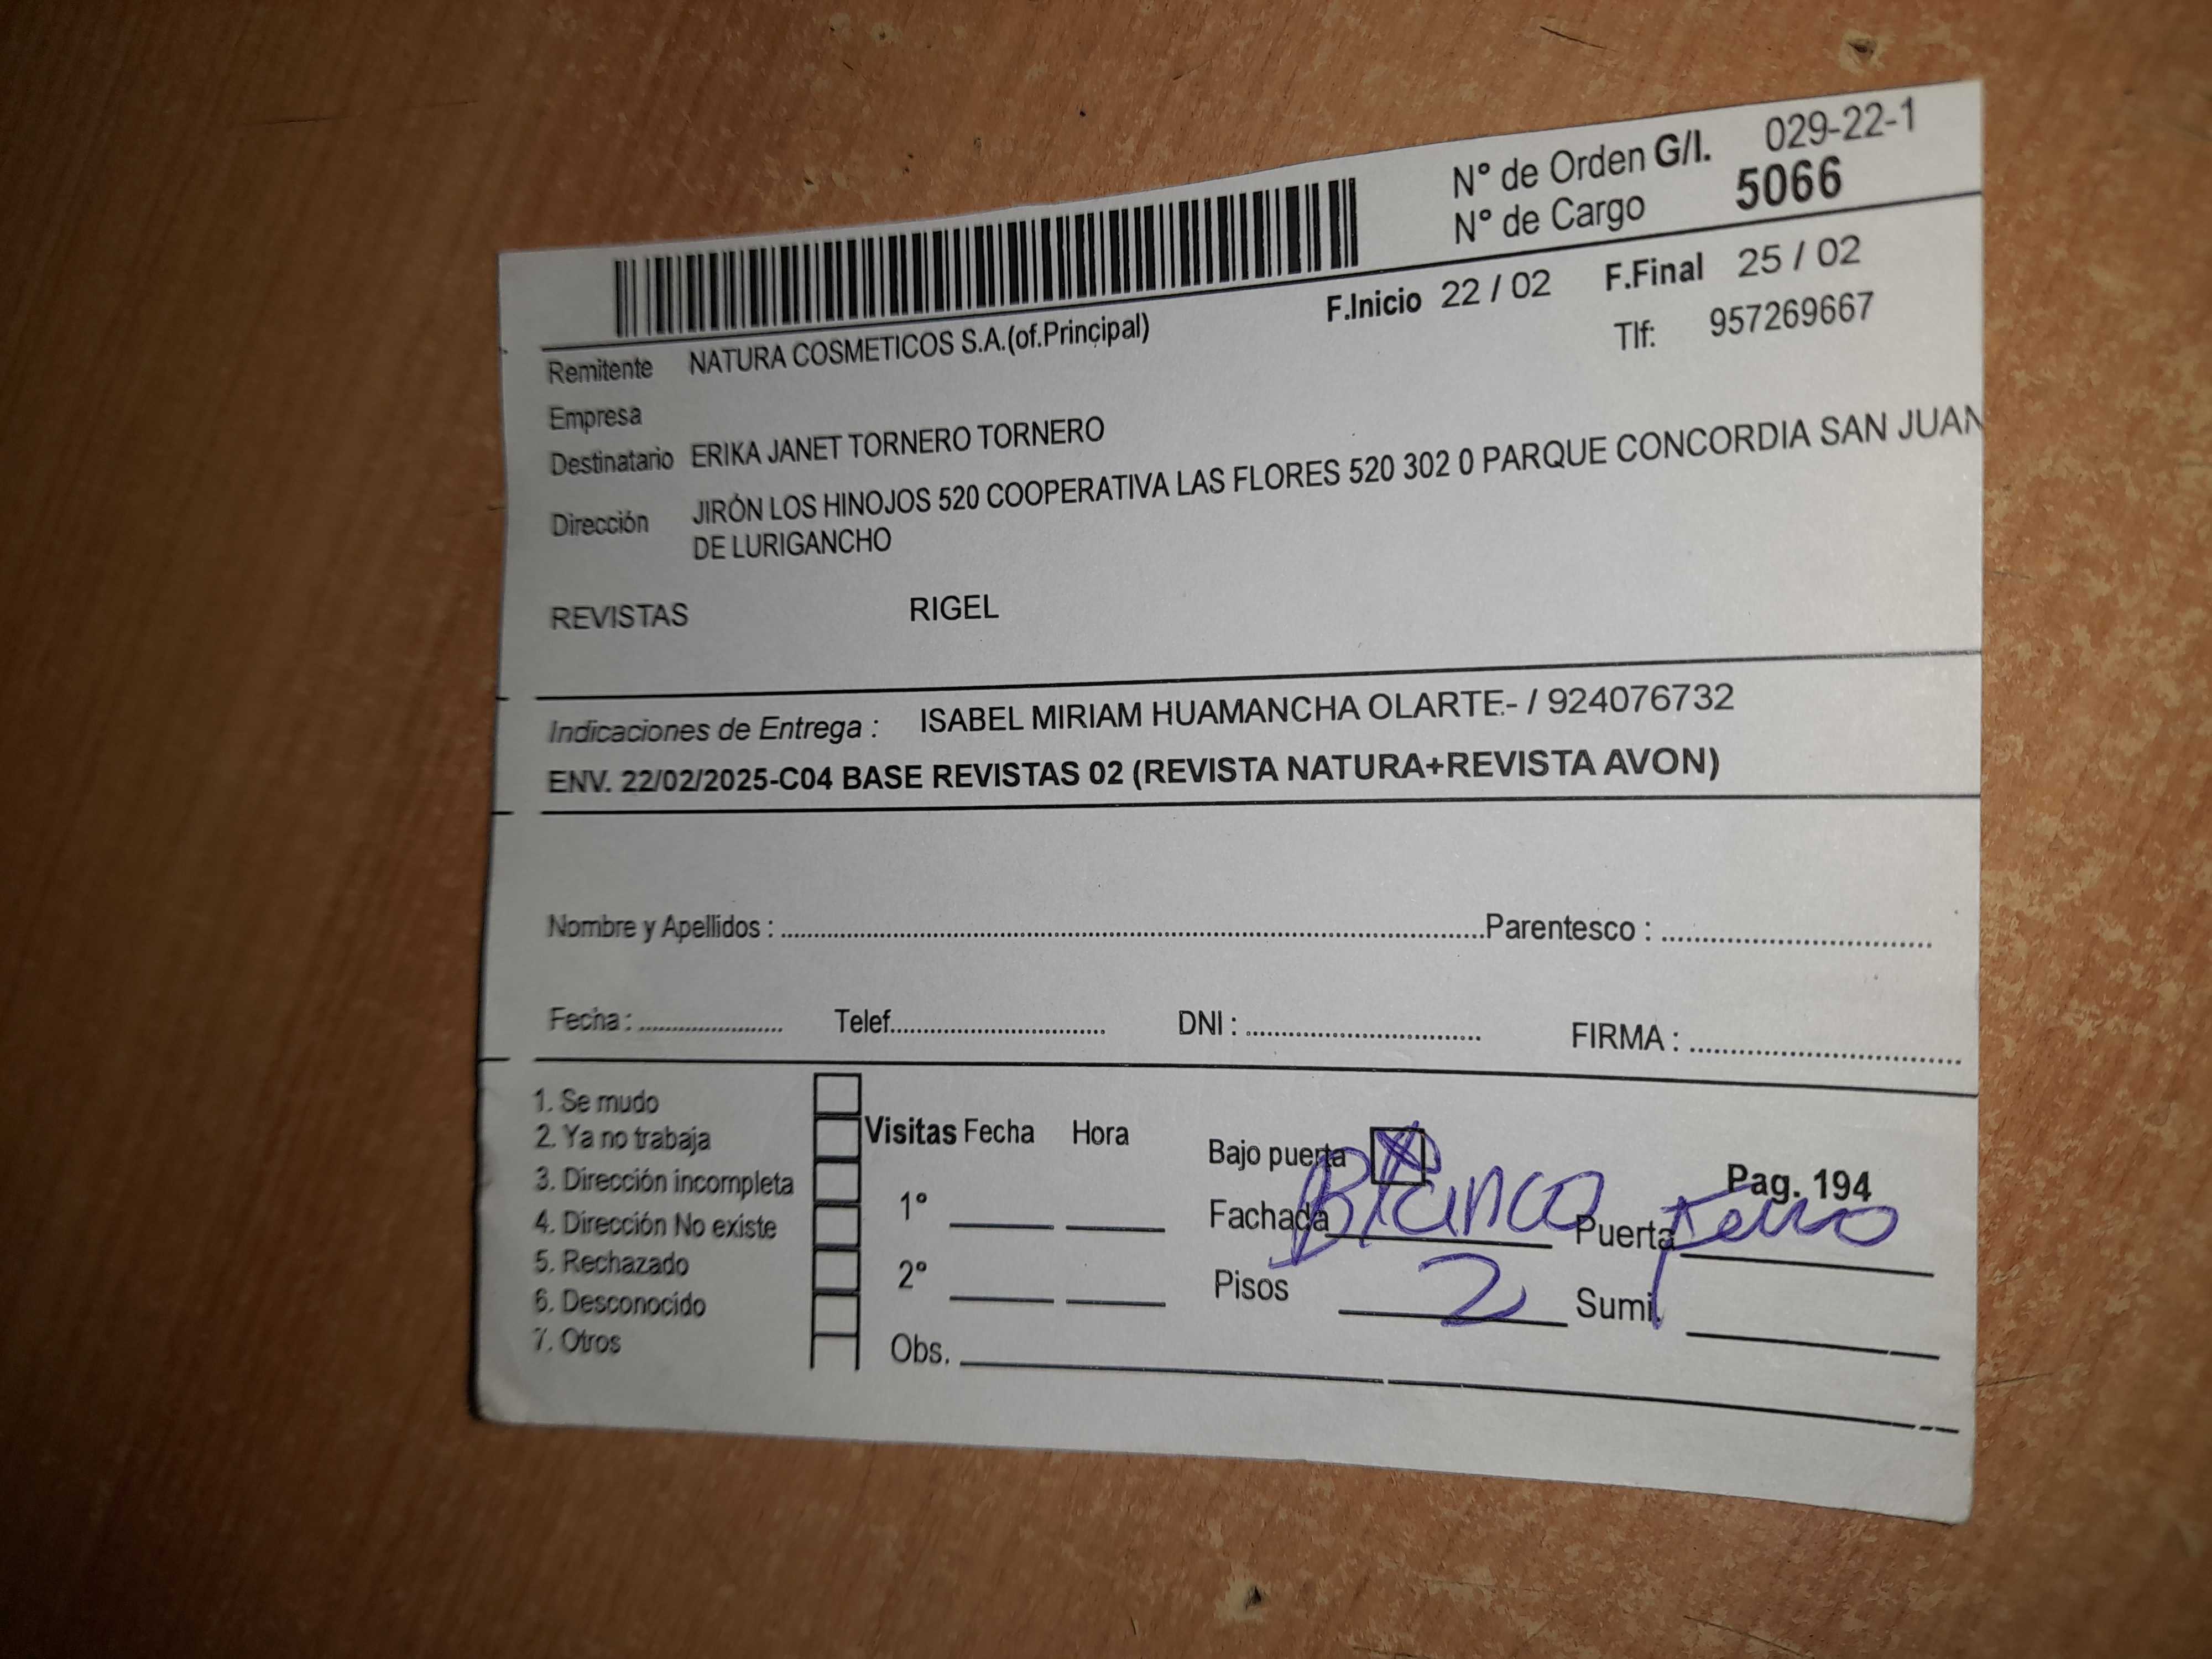 N° de Orden G/I. 029-22-1
N° de Cargo 5066
F.Inicio 22 / 02 F.Final 25 / 02
Remitente NATURA COSMETICOS S.A.(of.Principal) Tlf: 957269667
Empresa
Destinatario ERIKA JANET TORNERO TORNERO
Dirección JIRÓN LOS HINOJOS 520 COOPERATIVA LAS FLORES 520 302 0 PARQUE CONCORDIA SAN JUAN
DE LURIGANCHO
REVISTAS RIGEL
Indicaciones de Entrega : ISABEL MIRIAM HUAMANCHA OLARTE- / 924076732
ENV. 22/02/2025-C04 BASE REVISTAS 02 (REVISTA NATURA+REVISTA AVON)
Nombre y Apellidos : Parentesco :
Fecha : Telef. DNI : FIRMA :
1. Se mudo
2. Ya no trabaja
3. Dirección incompleta
4. Dirección No existe
5. Rechazado
6. Desconocido
7. Otros
Visitas Fecha Hora
1°
2°
Obs.
Bajo puerta X Pag. 194
Fachada Blanco Puerta
Pisos 2 Sumi